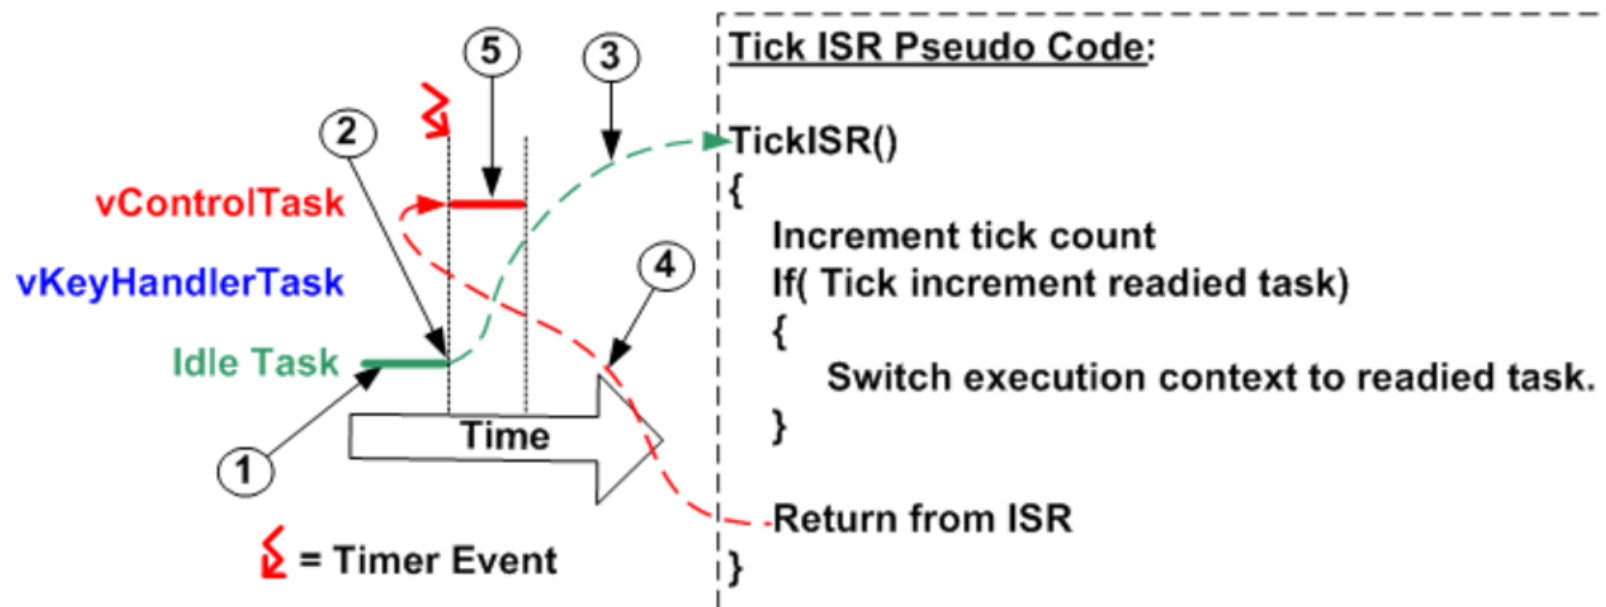 5
3
2
vControlTask
vKeyHandlerTask
4
Idle Task
Time
1
= Timer Event
Tick ISR Pseudo Code:
TickISR()
{
Increment tick count
If( Tick increment readied task)
{
Switch execution context to readied task.
}
Return from ISR
}